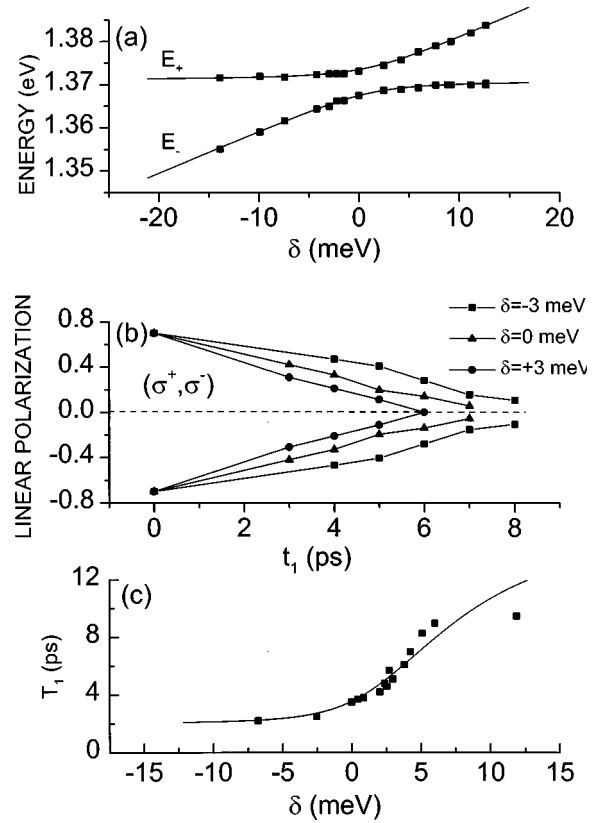 (a)
E₊
E₋
1.38
1.37
1.36
1.35
ENERGY (eV)
-20 -10 0 10 20
δ (meV)
(b)
δ=-3 meV
δ=0 meV
δ=+3 meV
(σ⁺,σ⁻)
0.8
0.4
0.0
-0.4
-0.8
LINEAR POLARIZATION
0 2 4 6 8
t₁ (ps)
(c)
12
8
4
0
T₁ (ps)
-15 -10 -5 0 5 10 15
δ (meV)